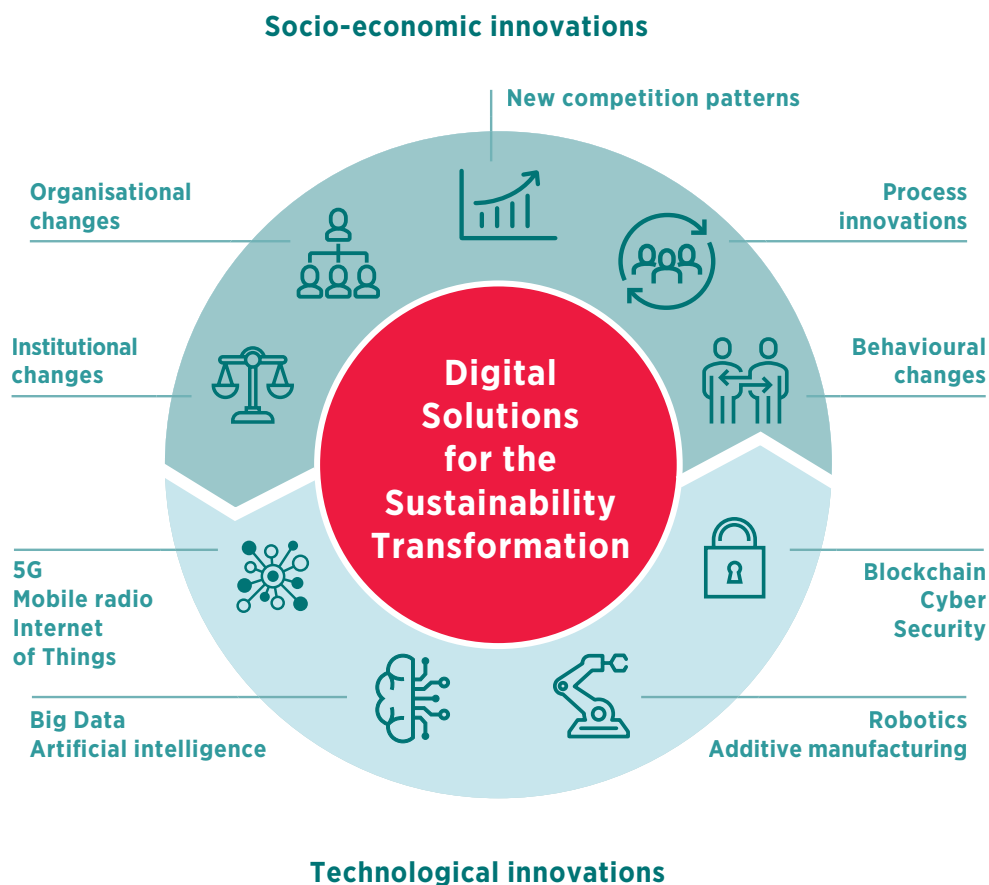 Socio-economic innovations
New competition patterns
Organisational
changes
Process
innovations
Institutional
changes
Behavioural
changes
Digital
Solutions
for the
Sustainability
Transformation
5G
Mobile radio
Internet
of Things
Blockchain
Cyber
Security
Big Data
Artificial intelligence
Robotics
Additive manufacturing
Technological innovations